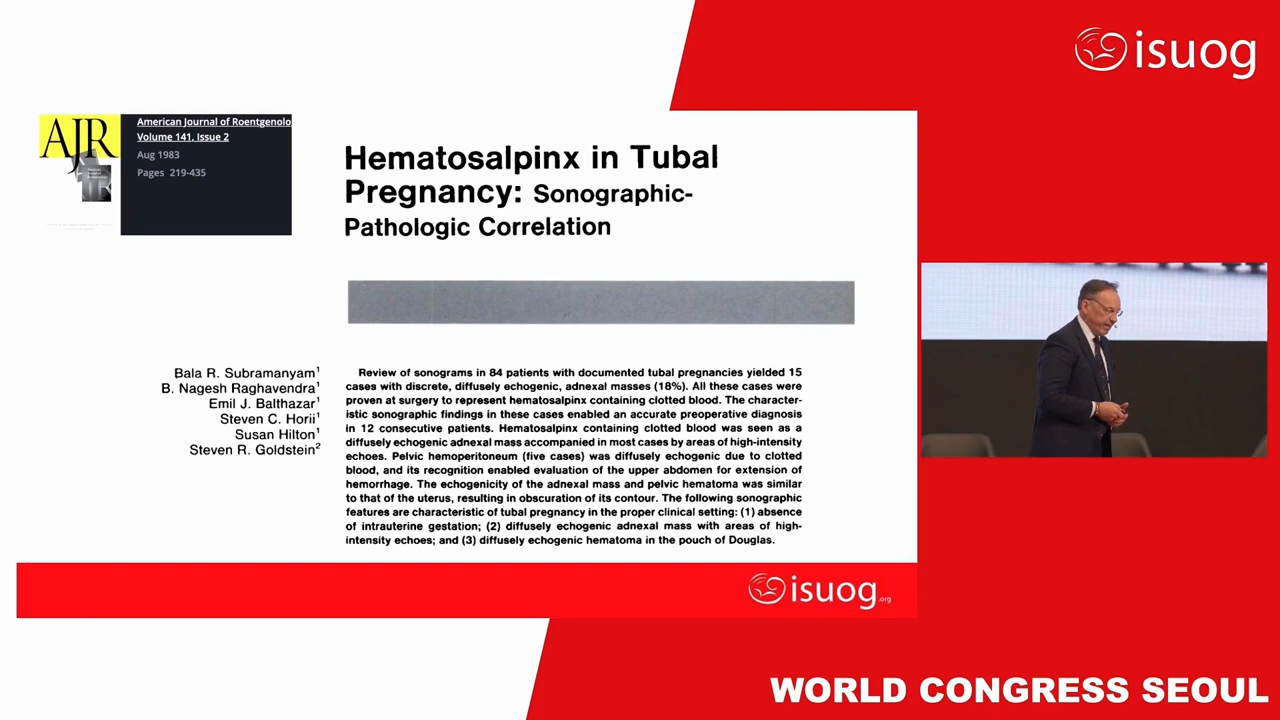 isuog
AJR
American Journal of Roentgenolo
Volume 141, Issue 2
Aug 1983
Pages 219-435
Hematosalpinx in Tubal
Pregnancy: Sonographic-
Pathologic Correlation
Bala R. Subramanyam¹
B. Nagesh Raghavendra¹
Emil J. Balthazar¹
Steven C. Horii¹
Susan Hilton¹
Steven R. Goldstein²
Review of sonograms in 84 patients with documented tubal pregnancies yielded 15
cases with discrete, diffusely echogenic, adnexal masses (18%). All these cases were
proven at surgery to represent hematosalpinx containing clotted blood. The character-
istic sonographic findings in these cases enabled an accurate preoperative diagnosis
in 12 consecutive patients. Hematosalpinx containing clotted blood was seen as a
diffusely echogenic adnexal mass accompanied in most cases by areas of high-intensity
echoes. Pelvic hemoperitoneum (five cases) was diffusely echogenic due to clotted
blood, and its recognition enabled evaluation of the upper abdomen for extension of
hemorrhage. The echogenicity of the adnexal mass and pelvic hematoma was similar
to that of the uterus, resulting in obscuration of its contour. The following sonographic
features are characteristic of tubal pregnancy in the proper clinical setting: (1) absence
of intrauterine gestation; (2) diffusely echogenic adnexal mass with areas of high-
intensity echoes; and (3) diffusely echogenic hematoma in the pouch of Douglas.
isuog.org
WORLD CONGRESS SEOUL